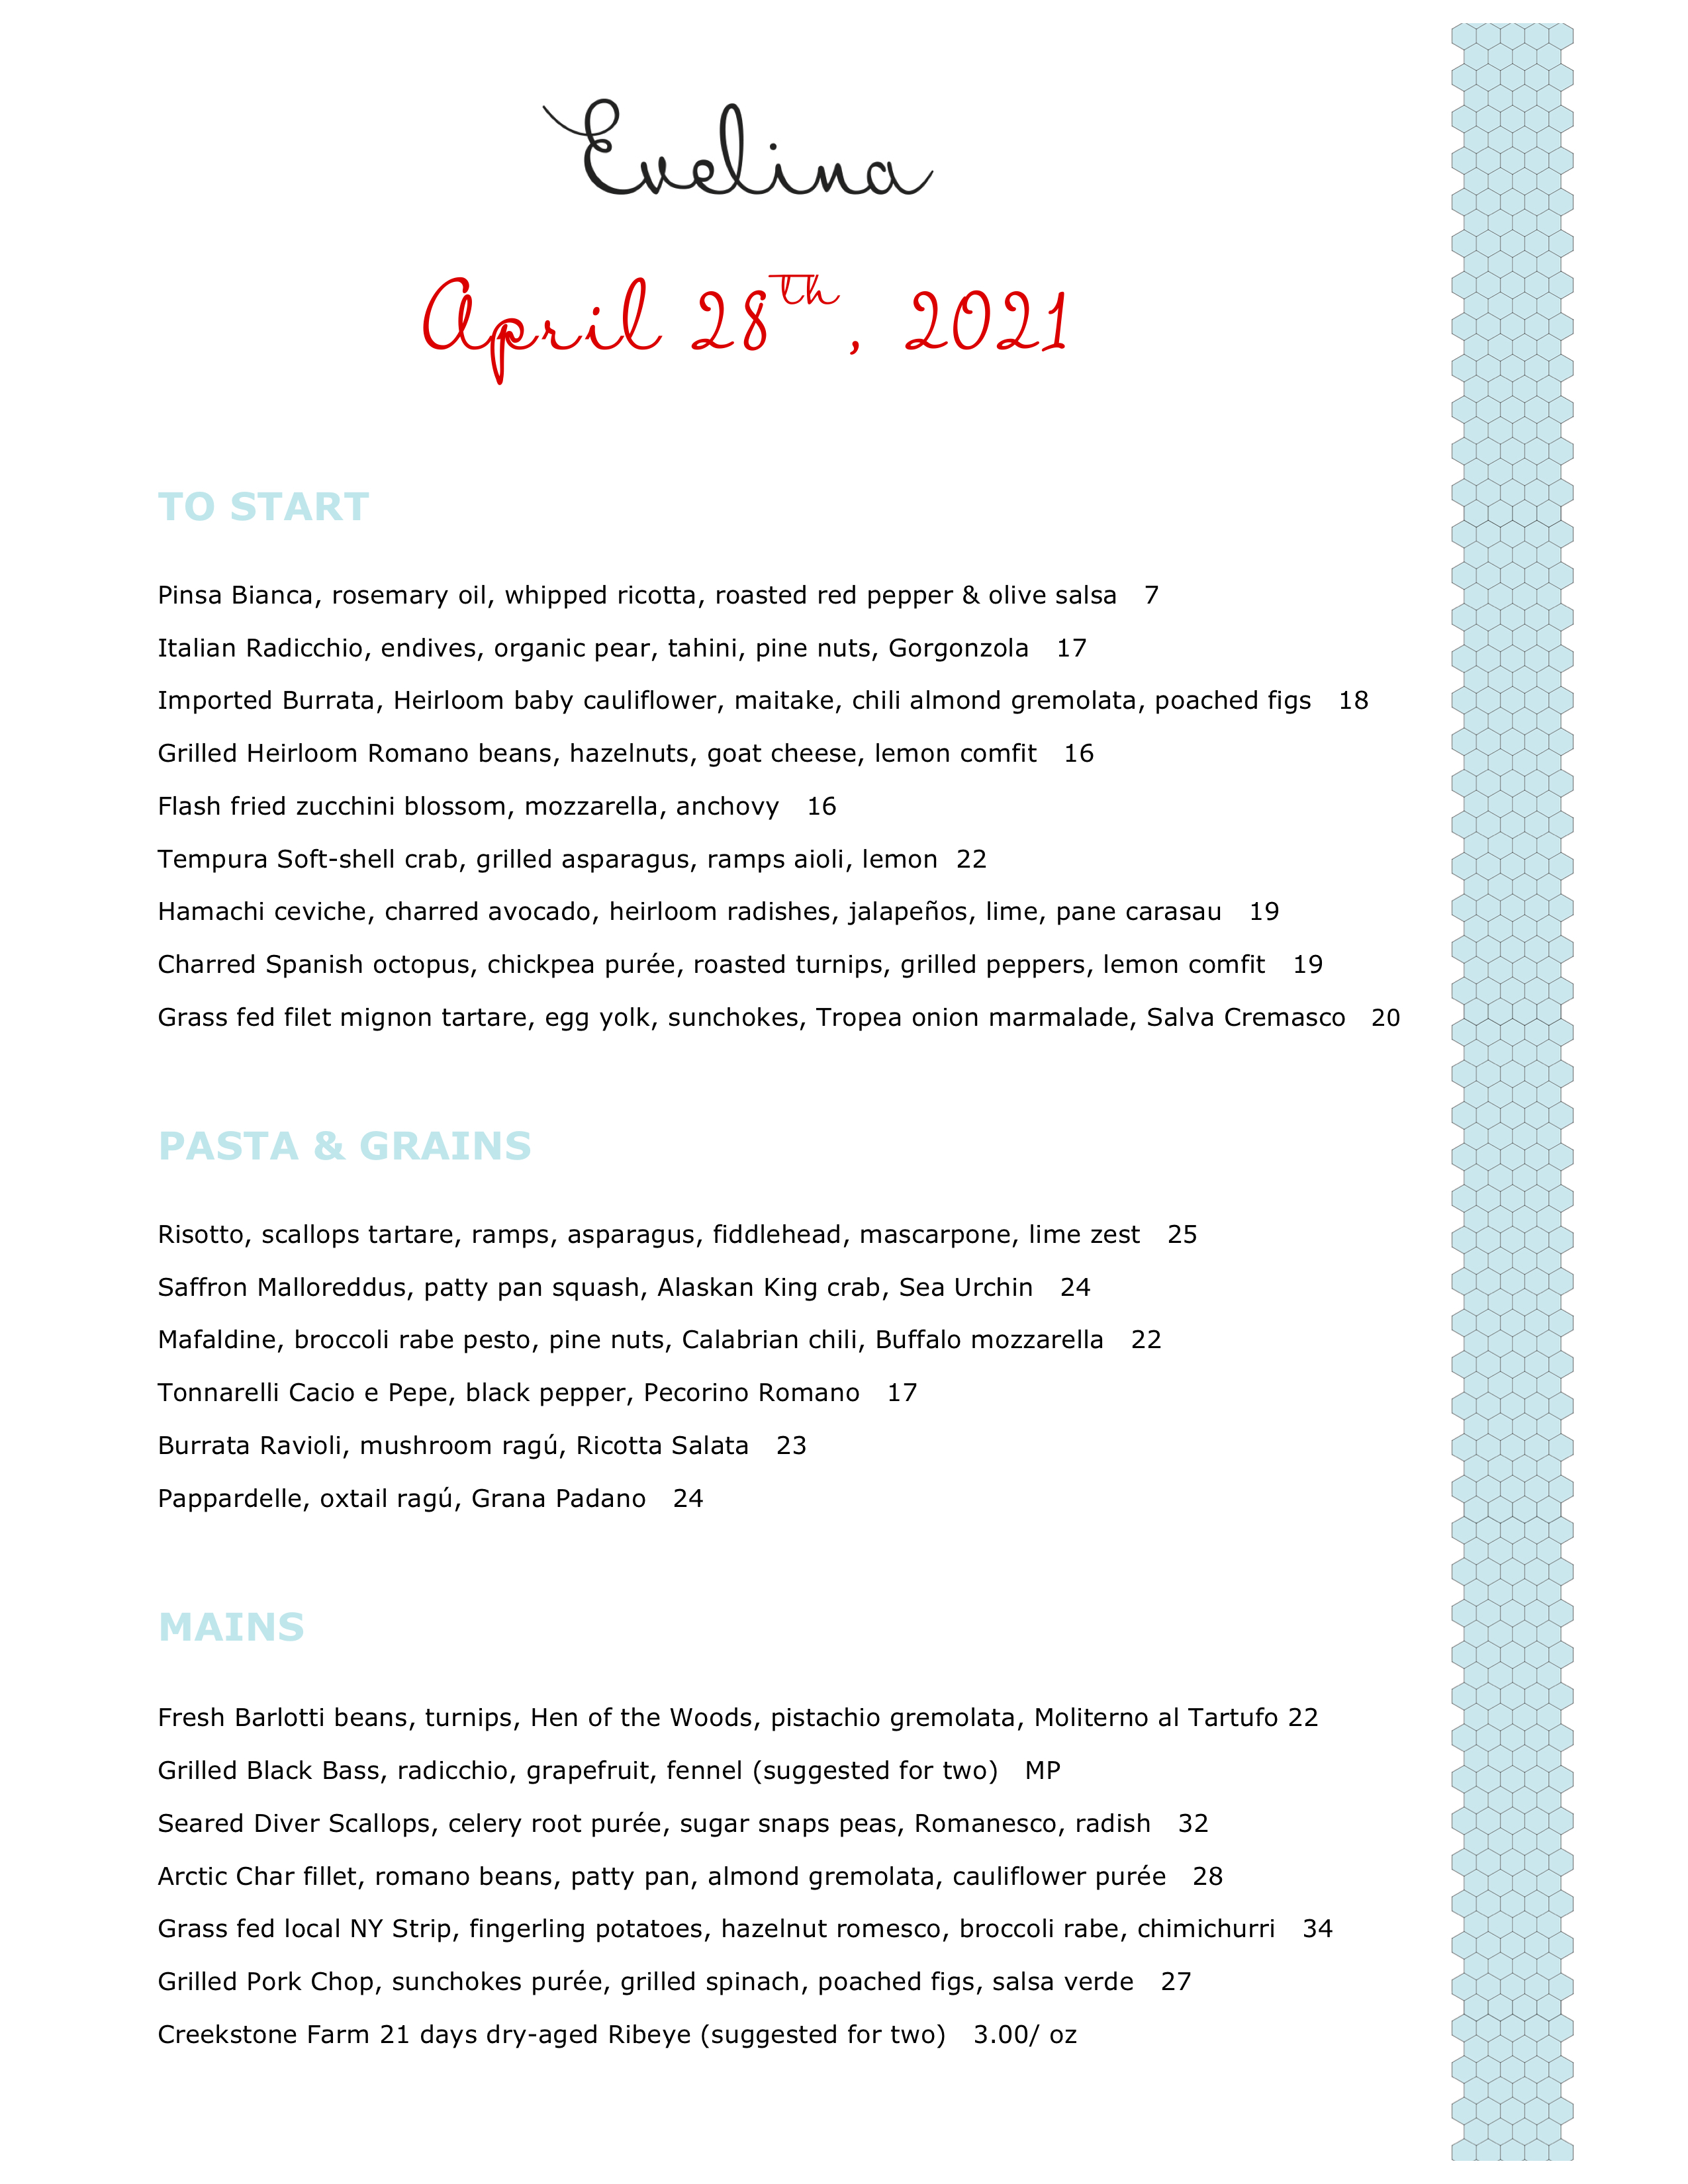 Evelina
April 28th, 2021
TO START
Pinsa Bianca, rosemary oil, whipped ricotta, roasted red pepper & olive salsa 7
Italian Radicchio, endives, organic pear, tahini, pine nuts, Gorgonzola 17
Imported Burrata, Heirloom baby cauliflower, maitake, chili almond gremolata, poached figs 18
Grilled Heirloom Romano beans, hazelnuts, goat cheese, lemon comfit 16
Flash fried zucchini blossom, mozzarella, anchovy 16
Tempura Soft-shell crab, grilled asparagus, ramps aioli, lemon 22
Hamachi ceviche, charred avocado, heirloom radishes, jalapeños, lime, pane carasau 19
Charred Spanish octopus, chickpea purée, roasted turnips, grilled peppers, lemon comfit 19
Grass fed filet mignon tartare, egg yolk, sunchokes, Tropea onion marmalade, Salva Cremasco 20
PASTA & GRAINS
Risotto, scallops tartare, ramps, asparagus, fiddlehead, mascarpone, lime zest 25
Saffron Malloreddus, patty pan squash, Alaskan King crab, Sea Urchin 24
Mafaldine, broccoli rabe pesto, pine nuts, Calabrian chili, Buffalo mozzarella 22
Tonnarelli Cacio e Pepe, black pepper, Pecorino Romano 17
Burrata Ravioli, mushroom ragú, Ricotta Salata 23
Pappardelle, oxtail ragú, Grana Padano 24
MAINS
Fresh Barlotti beans, turnips, Hen of the Woods, pistachio gremolata, Moliterno al Tartufo 22
Grilled Black Bass, radicchio, grapefruit, fennel (suggested for two) MP
Seared Diver Scallops, celery root purée, sugar snaps peas, Romanesco, radish 32
Arctic Char fillet, romano beans, patty pan, almond gremolata, cauliflower purée 28
Grass fed local NY Strip, fingerling potatoes, hazelnut romesco, broccoli rabe, chimichurri 34
Grilled Pork Chop, sunchokes purée, grilled spinach, poached figs, salsa verde 27
Creekstone Farm 21 days dry-aged Ribeye (suggested for two) 3.00/ oz